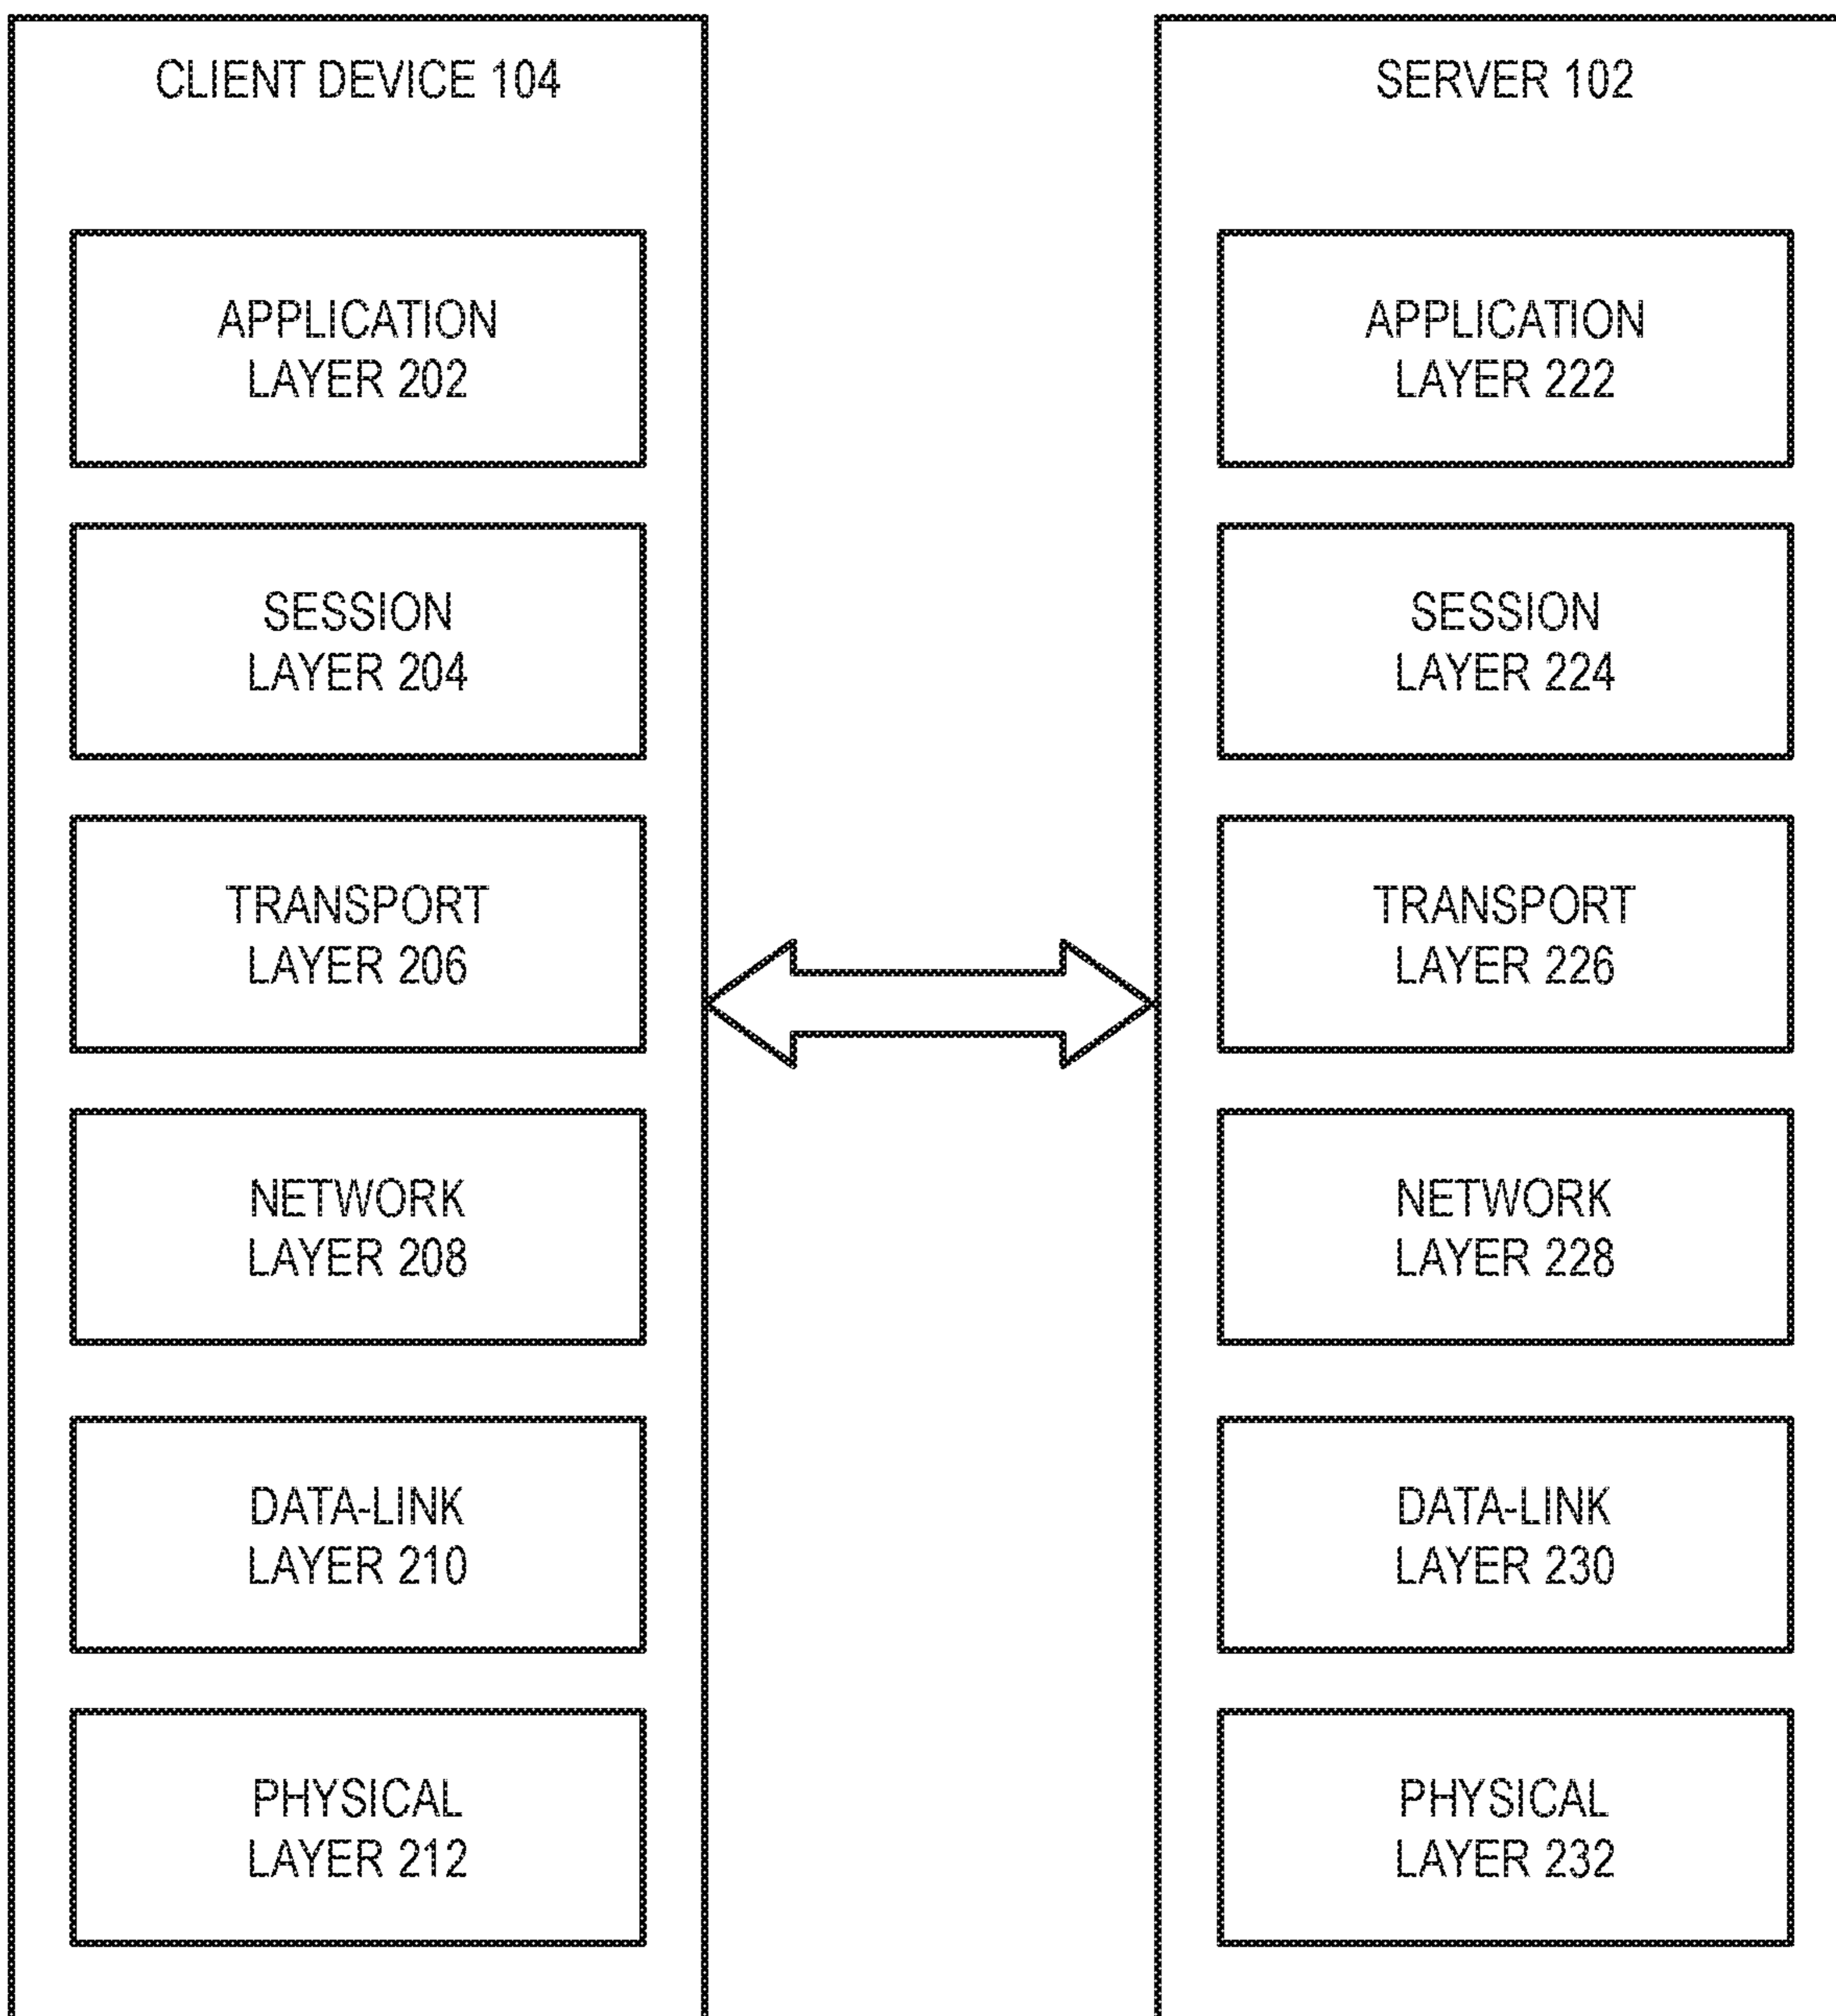 CLIENT DEVICE 104
APPLICATION
LAYER 202
SESSION
LAYER 204
TRANSPORT
LAYER 206
NETWORK
LAYER 208
DATA-LINK
LAYER 210
PHYSICAL
LAYER 212
SERVER 102
APPLICATION
LAYER 222
SESSION
LAYER 224
TRANSPORT
LAYER 226
NETWORK
LAYER 228
DATA-LINK
LAYER 230
PHYSICAL
LAYER 232